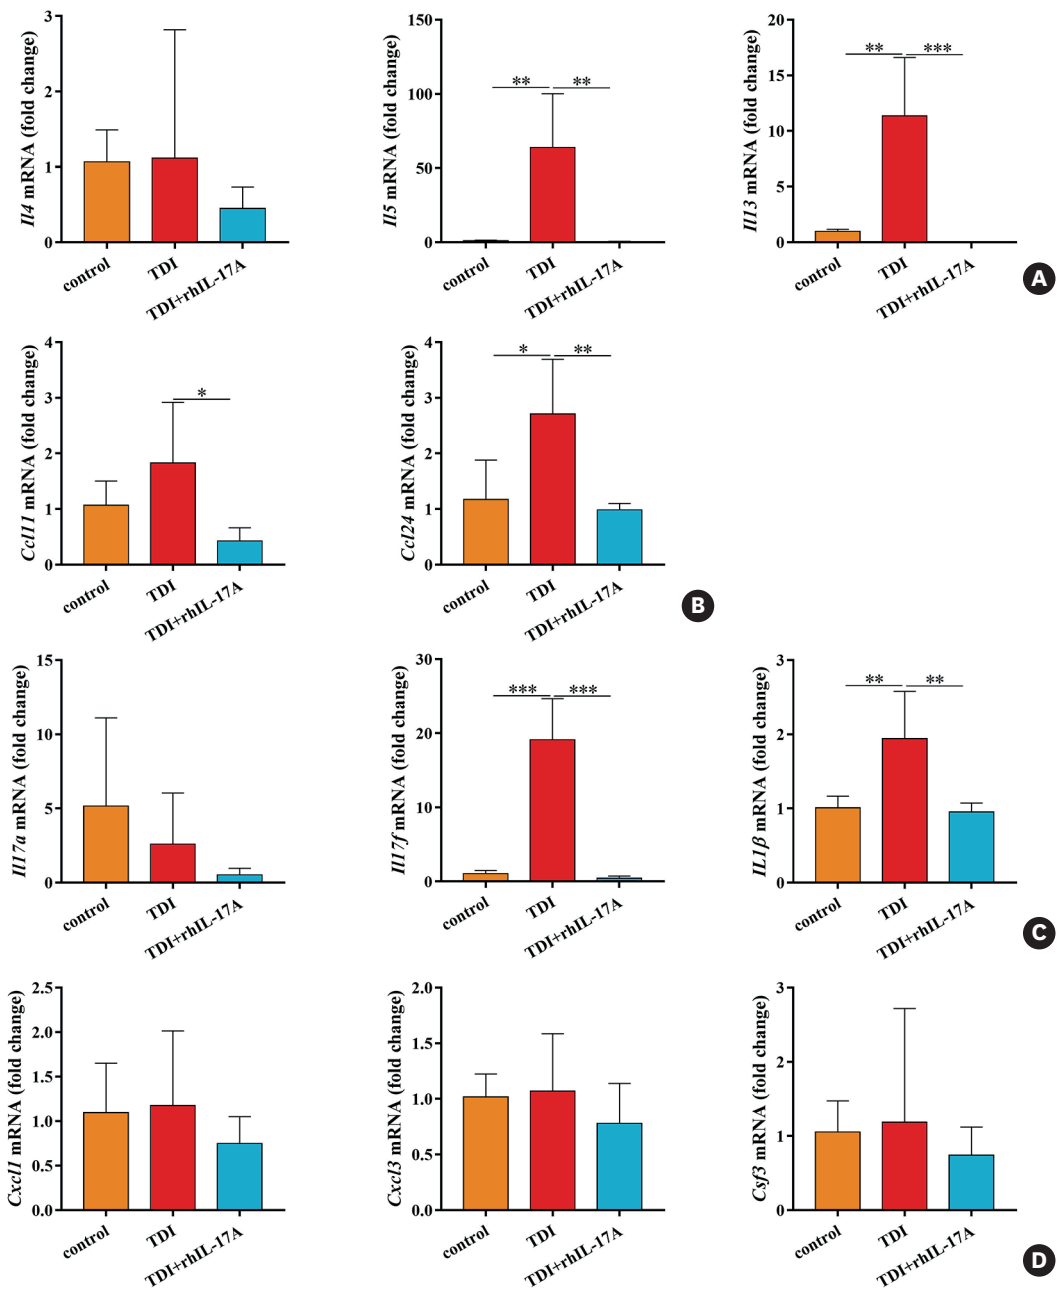 Il4 mRNA (fold change)
3
2
1
0
control
TDI
TDI+rhIL-17A
Il5 mRNA (fold change)
150
100
50
0
** **
control
TDI
TDI+rhIL-17A
Il13 mRNA (fold change)
20
15
10
5
0
** ***
control
TDI
TDI+rhIL-17A
A
Ccl11 mRNA (fold change)
4
3
2
1
0
*
control
TDI
TDI+rhIL-17A
Ccl24 mRNA (fold change)
4
3
2
1
0
* **
control
TDI
TDI+rhIL-17A
B
Il17a mRNA (fold change)
15
10
5
0
control
TDI
TDI+rhIL-17A
Il17f mRNA (fold change)
30
20
10
0
*** ***
control
TDI
TDI+rhIL-17A
IL1β mRNA (fold change)
3
2
1
0
** **
control
TDI
TDI+rhIL-17A
C
Cxcl1 mRNA (fold change)
2.5
2.0
1.5
1.0
0.5
0.0
control
TDI
TDI+rhIL-17A
Cxcl3 mRNA (fold change)
2.0
1.5
1.0
0.5
0.0
control
TDI
TDI+rhIL-17A
Csf3 mRNA (fold change)
3
2
1
0
control
TDI
TDI+rhIL-17A
D